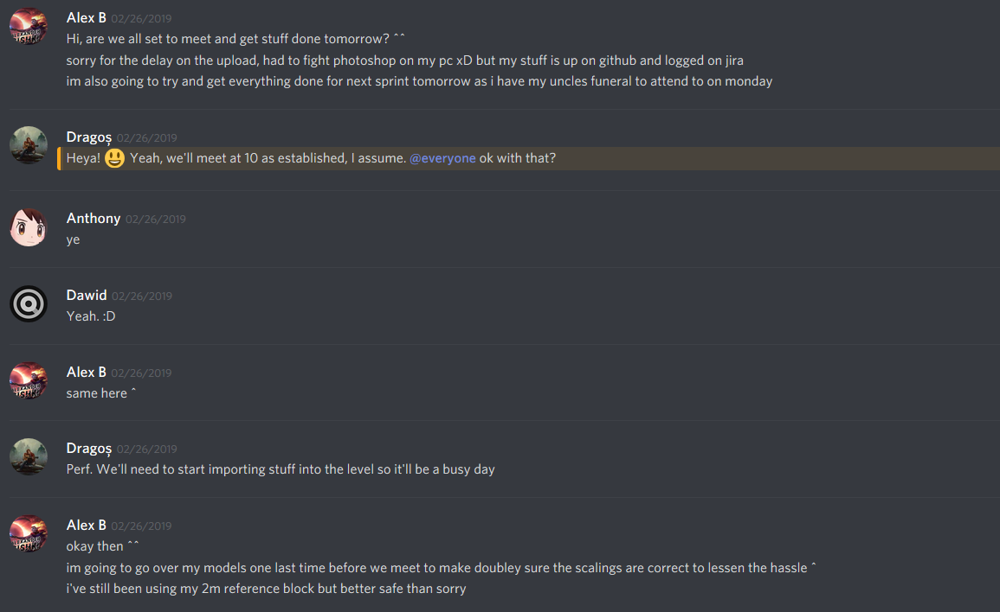 Alex B 02/26/2019
Hi, are we all set to meet and get stuff done tomorrow? ^^
sorry for the delay on the upload, had to fight photoshop on my pc xD but my stuff is up on github and logged on jira
im also going to try and get everything done for next sprint tomorrow as i have my uncles funeral to attend to on monday
Dragoș 02/26/2019
Heya! 😃 Yeah, we'll meet at 10 as established, I assume. @everyone ok with that?
Anthony 02/26/2019
ye
Dawid 02/26/2019
Yeah. :D
Alex B 02/26/2019
same here ^
Dragoș 02/26/2019
Perf. We'll need to start importing stuff into the level so it'll be a busy day
Alex B 02/26/2019
okay then ^^
im going to go over my models one last time before we meet to make doubley sure the scalings are correct to lessen the hassle ^
i've still been using my 2m reference block but better safe than sorry